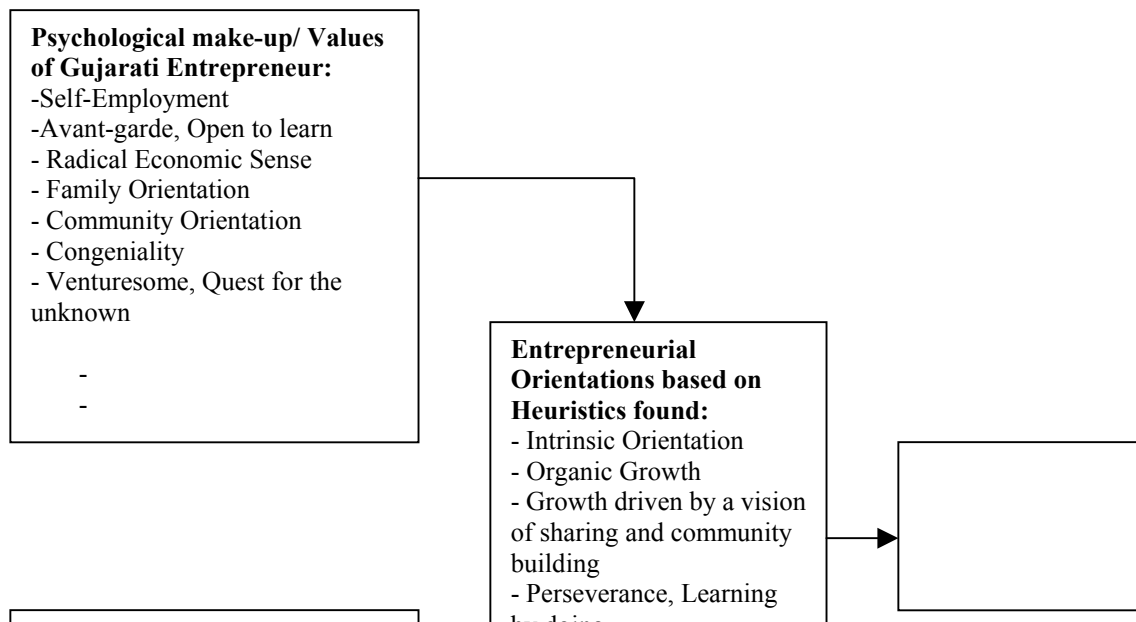 Psychological make-up/ Values
of Gujarati Entrepreneur:
-Self-Employment
-Avant-garde, Open to learn
- Radical Economic Sense
- Family Orientation
- Community Orientation
- Congeniality
- Venturesome, Quest for the
unknown
-
-
Entrepreneurial
Orientations based on
Heuristics found:
- Intrinsic Orientation
- Organic Growth
- Growth driven by a vision
of sharing and community
building
- Perseverance, Learning